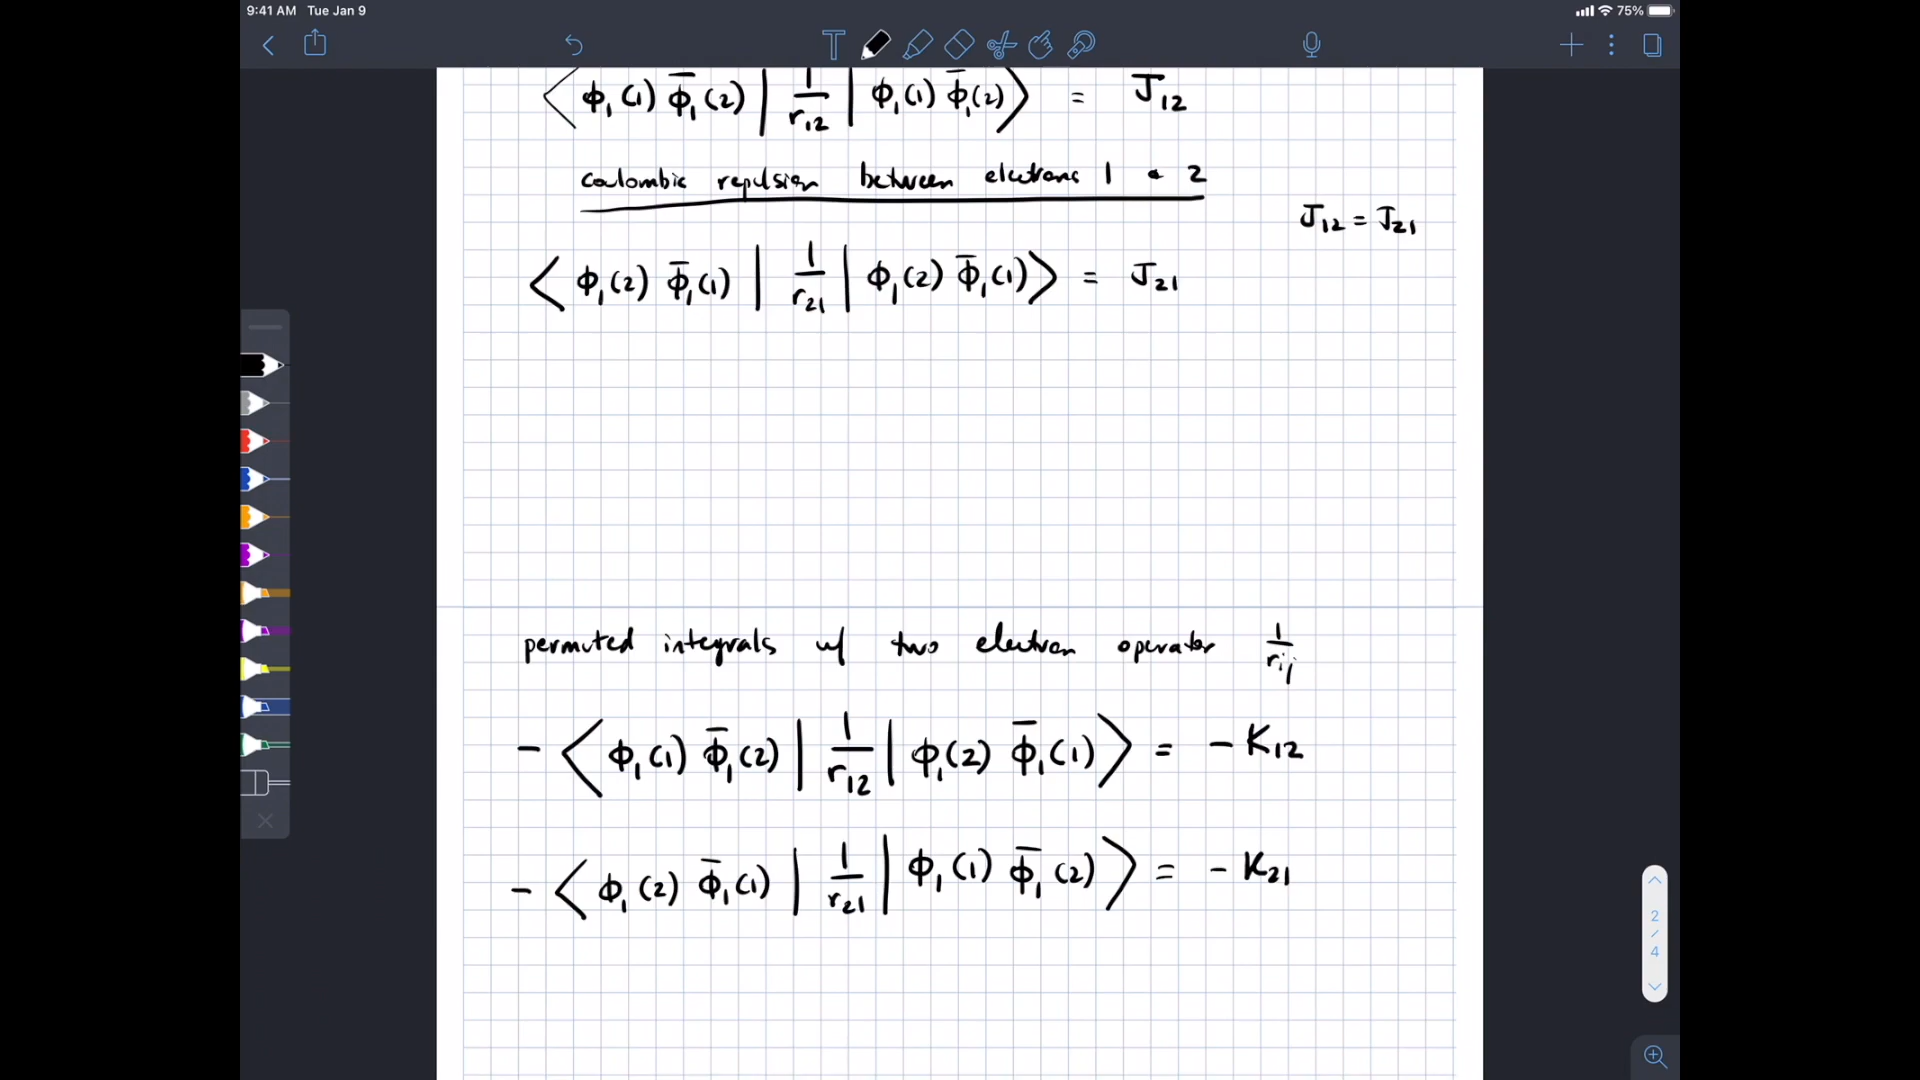 9:41 AM Tue Jan 9
75%
⟨ϕ₁(1) ϕ̄₁(2) | 1/r₁₂ | ϕ₁(1) ϕ̄₁(2)⟩ = J₁₂
coulombic repulsion between electrons 1 & 2
J₁₂ = J₂₁
⟨ϕ₁(2) ϕ̄₁(1) | 1/r₂₁ | ϕ₁(2) ϕ̄₁(1)⟩ = J₂₁
permuted integrals w/ two electron operator 1/rᵢⱼ
- ⟨ϕ₁(1) ϕ̄₁(2) | 1/r₁₂ | ϕ₁(2) ϕ̄₁(1)⟩ = - K₁₂
- ⟨ϕ₁(2) ϕ̄₁(1) | 1/r₂₁ | ϕ₁(1) ϕ̄₁(2)⟩ = - K₂₁
2
/
4